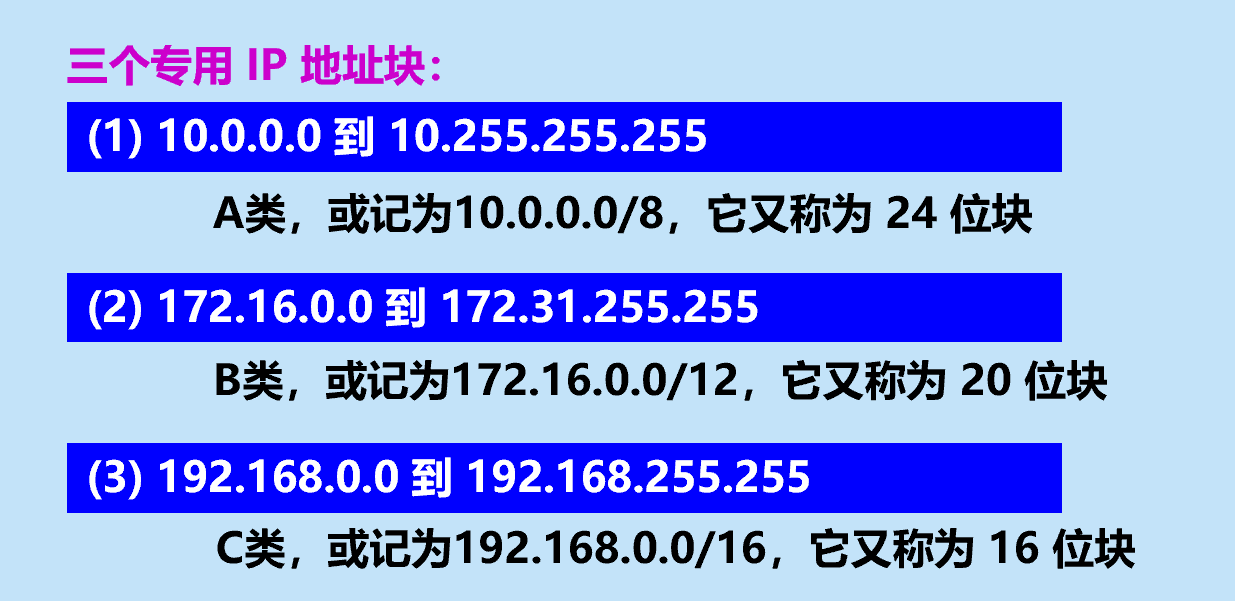 三个专用 IP 地址块：
(1) 10.0.0.0 到 10.255.255.255
A类，或记为10.0.0.0/8，它又称为 24 位块
(2) 172.16.0.0 到 172.31.255.255
B类，或记为172.16.0.0/12，它又称为 20 位块
(3) 192.168.0.0 到 192.168.255.255
C类，或记为192.168.0.0/16，它又称为 16 位块